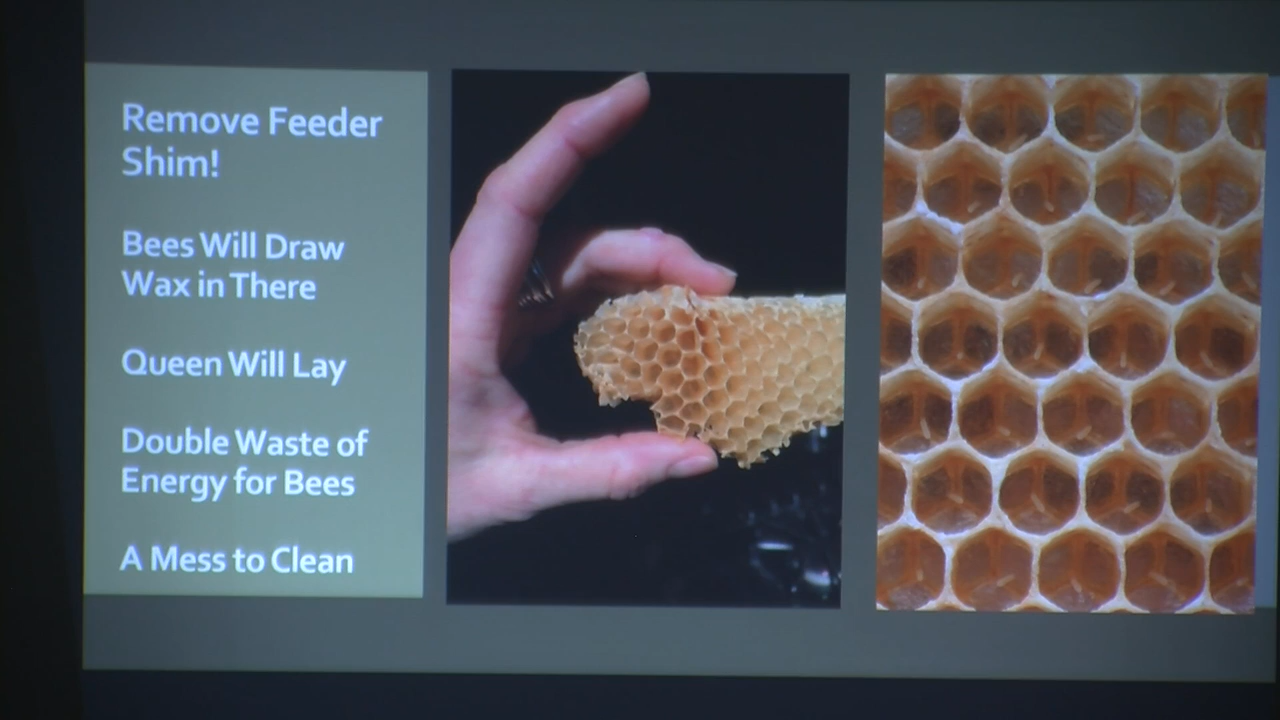 Remove Feeder
Shim!
Bees Will Draw
Wax in There
Queen Will Lay
Double Waste of
Energy for Bees
A Mess to Clean